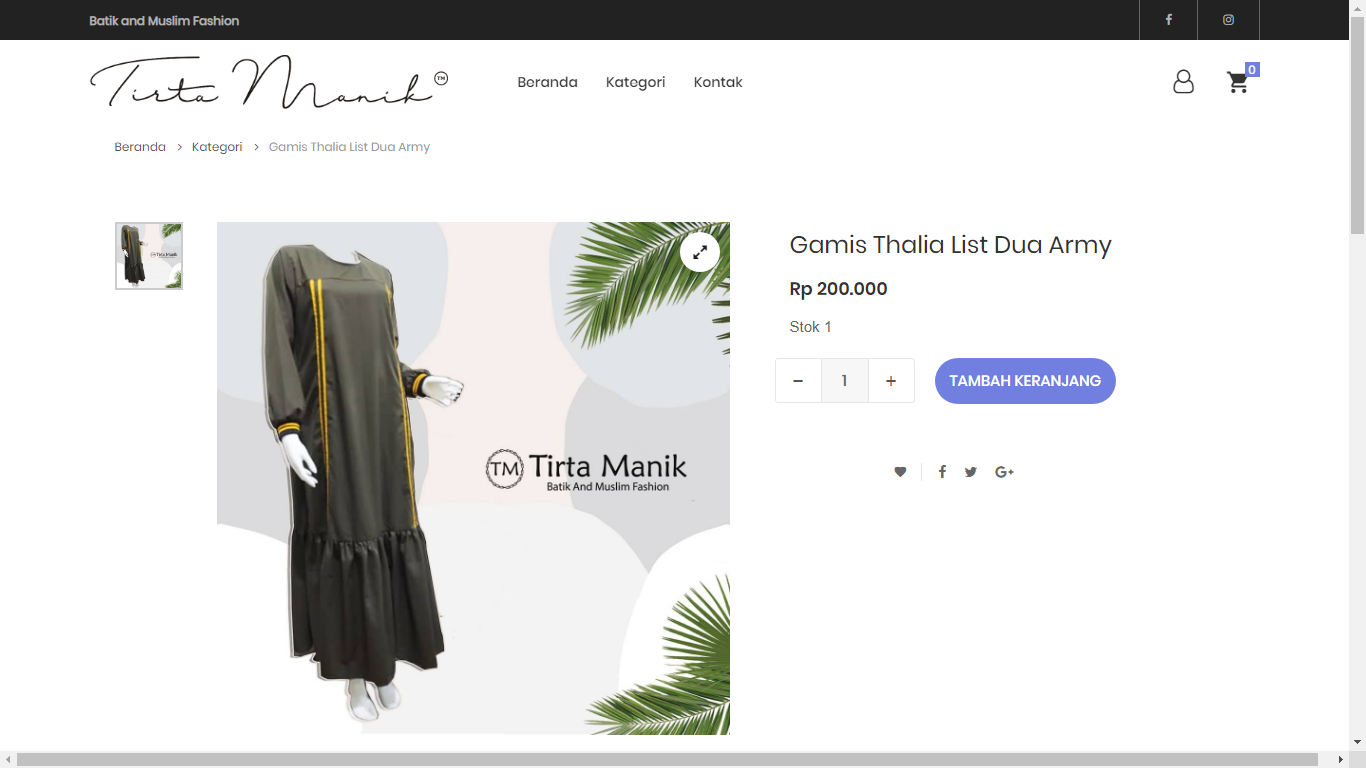 Batik and Muslim Fashion
Tirta Manik TM
Beranda
Kategori
Kontak
0
Beranda > Kategori > Gamis Thalia List Dua Army
Tirta Manik
TM Tirta Manik
Batik And Muslim Fashion
Gamis Thalia List Dua Army
Rp 200.000
Stok 1
- 1 +
TAMBAH KERANJANG
G+